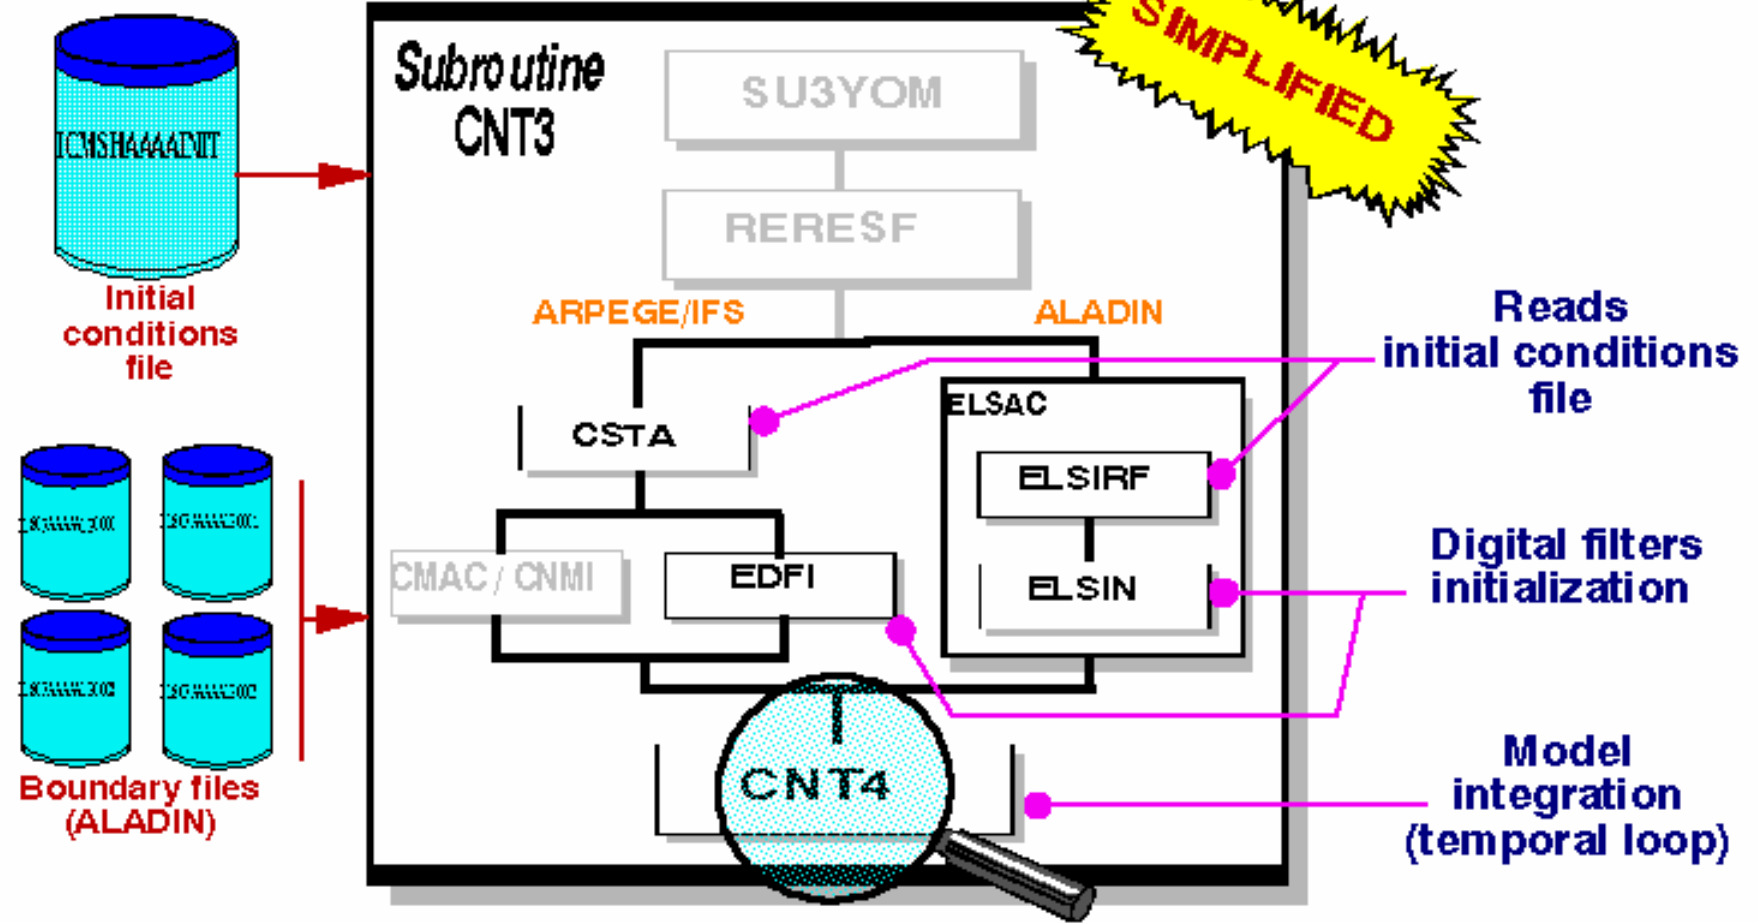 SIMPLIFIED
Subroutine
CNT3
SU3YOM
ICMSHAAAAINIT
RERESF
Initial
conditions
file
ARPEGE/IFS
ALADIN
Reads
initial conditions
file
ELSAC
CSTA
ELSIRF
Digital filters
initialization
CMAC / CNMI
EDFI
ELSIN
Boundary files
(ALADIN)
CNT4
Model
integration
(temporal loop)